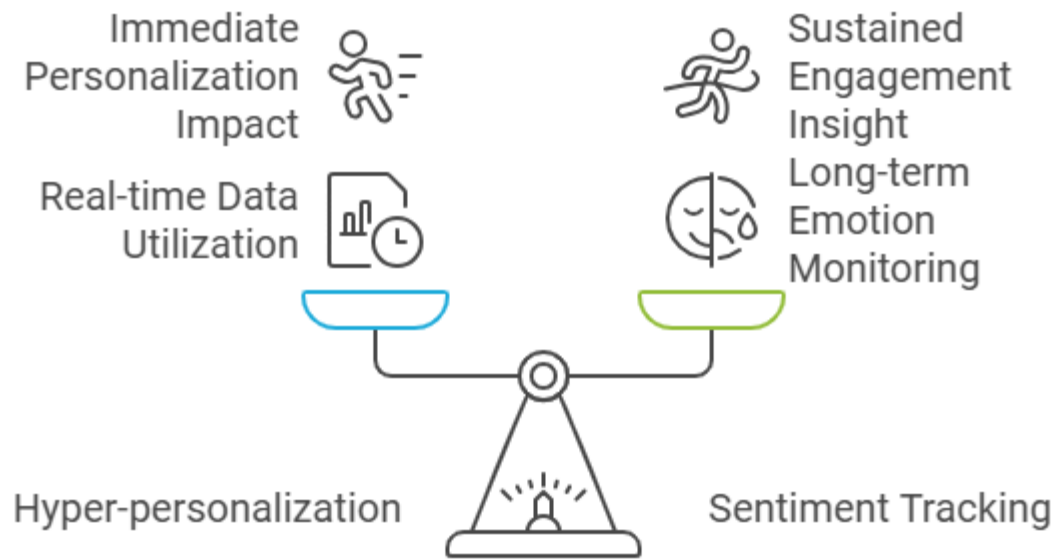 Immediate
Personalization
Impact
Real-time Data
Utilization
Sustained
Engagement
Insight
Long-term
Emotion
Monitoring
Hyper-personalization
Sentiment Tracking